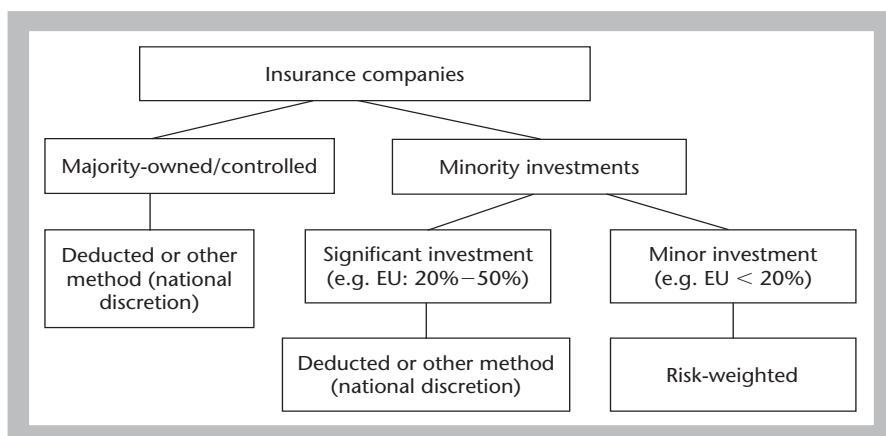 Insurance companies
Majority-owned/controlled
Minority investments
Deducted or other
method (national
discretion)
Significant investment
(e.g. EU: 20%−50%)
Minor investment
(e.g. EU < 20%)
Deducted or other method
(national discretion)
Risk-weighted